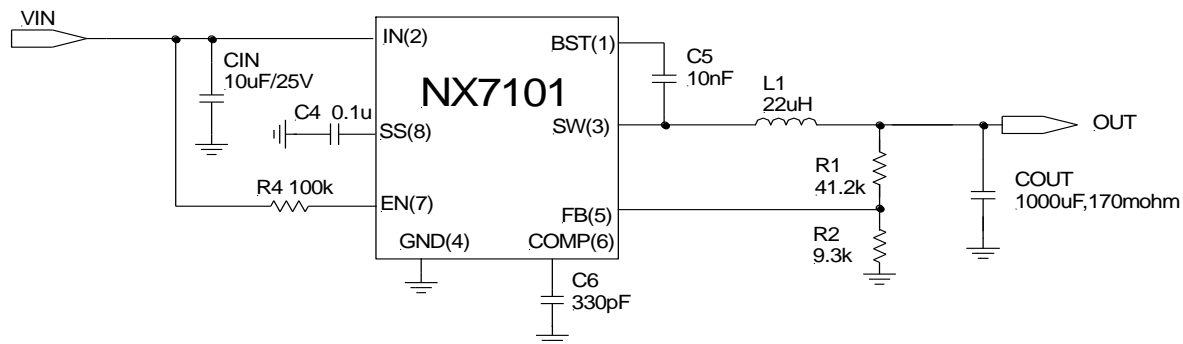 VIN
CIN
10uF/25V
C4 0.1u
R4 100k
IN(2)
BST(1)
NX7101
SS(8)
SW(3)
EN(7)
FB(5)
GND(4)
COMP(6)
C5
10nF
L1
22uH
OUT
R1
41.2k
R2
9.3k
COUT
1000uF,170mohm
C6
330pF